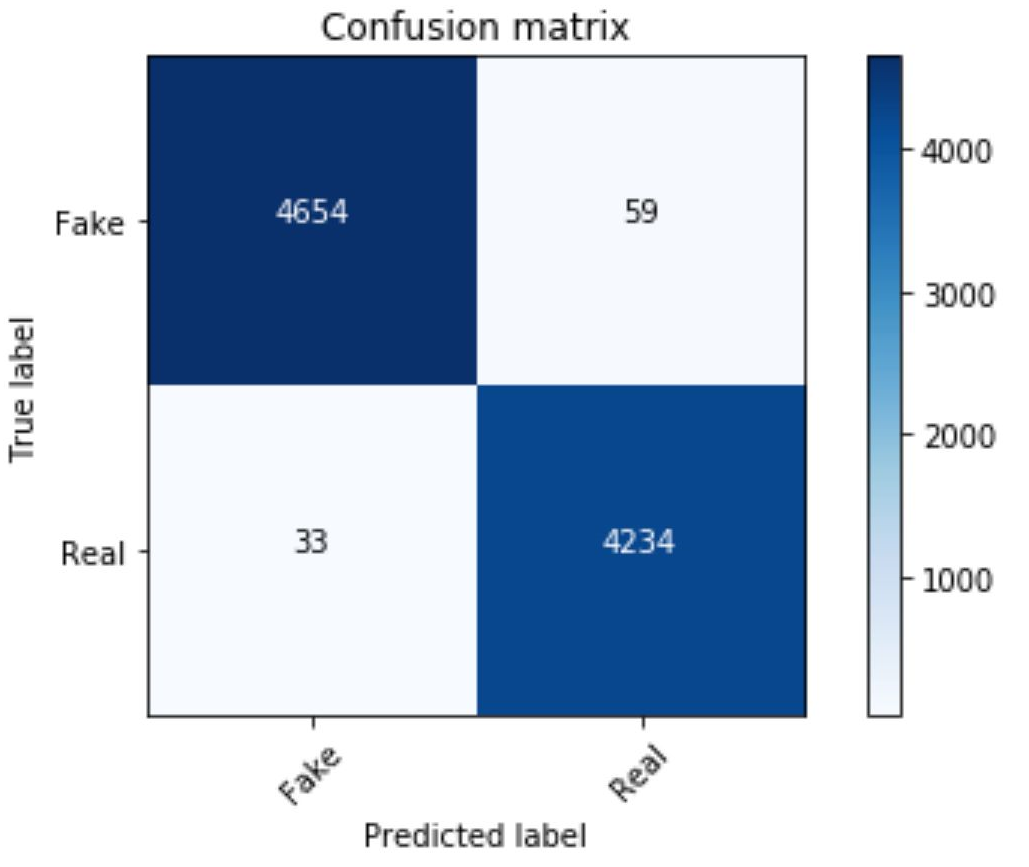 Confusion matrix
Fake
4654
59
Real
33
4234
Fake
Real
True label
Predicted label
4000
3000
2000
1000